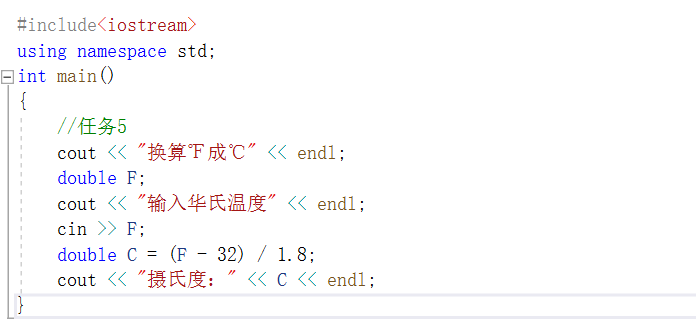 #include<iostream>
using namespace std;
int main()
{
//任务5
cout << "换算℉成℃" << endl;
double F;
cout << "输入华氏温度" << endl;
cin >> F;
double C = (F - 32) / 1.8;
cout << "摄氏度：" << C << endl;
}